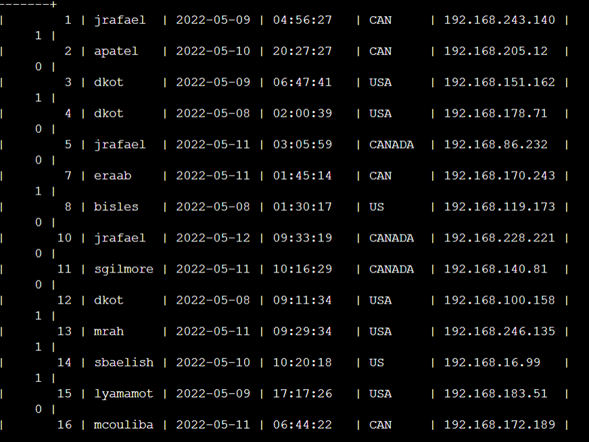 -------+
| 1 | jrafael | 2022-05-09 | 04:56:27 | CAN | 192.168.243.140 |
1 |
| 2 | apatel | 2022-05-10 | 20:27:27 | CAN | 192.168.205.12 |
0 |
| 3 | dkot | 2022-05-09 | 06:47:41 | USA | 192.168.151.162 |
1 |
| 4 | dkot | 2022-05-08 | 02:00:39 | USA | 192.168.178.71 |
0 |
| 5 | jrafael | 2022-05-11 | 03:05:59 | CANADA | 192.168.86.232 |
0 |
| 7 | eraab | 2022-05-11 | 01:45:14 | CAN | 192.168.170.243 |
1 |
| 8 | bisles | 2022-05-08 | 01:30:17 | US | 192.168.119.173 |
0 |
| 10 | jrafael | 2022-05-12 | 09:33:19 | CANADA | 192.168.228.221 |
0 |
| 11 | sgilmore | 2022-05-11 | 10:16:29 | CANADA | 192.168.140.81 |
0 |
| 12 | dkot | 2022-05-08 | 09:11:34 | USA | 192.168.100.158 |
1 |
| 13 | mrah | 2022-05-11 | 09:29:34 | USA | 192.168.246.135 |
1 |
| 14 | sbaelish | 2022-05-10 | 10:20:18 | US | 192.168.16.99 |
1 |
| 15 | lyamamot | 2022-05-09 | 17:17:26 | USA | 192.168.183.51 |
0 |
| 16 | mcouliba | 2022-05-11 | 06:44:22 | CAN | 192.168.172.189 |